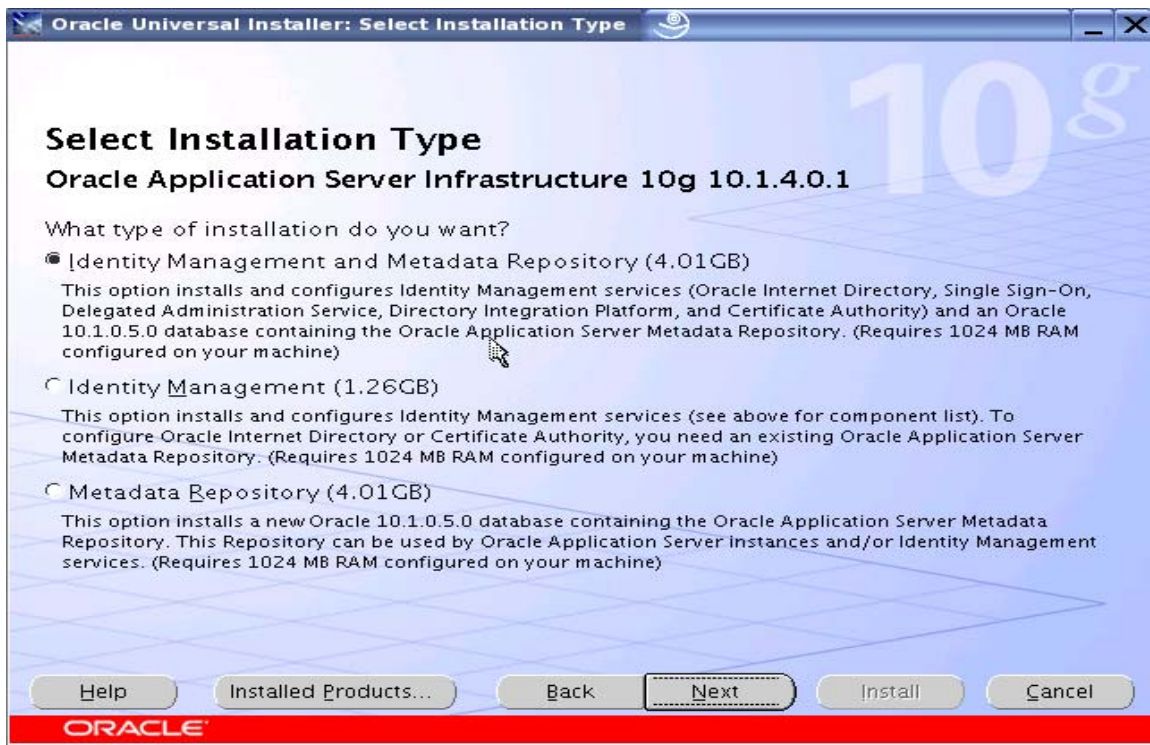 Oracle Universal Installer: Select Installation Type
10g
Select Installation Type
Oracle Application Server Infrastructure 10g 10.1.4.0.1
What type of installation do you want?
Identity Management and Metadata Repository (4.01GB)
This option installs and configures Identity Management services (Oracle Internet Directory, Single Sign-On,
Delegated Administration Service, Directory Integration Platform, and Certificate Authority) and an Oracle
10.1.0.5.0 database containing the Oracle Application Server Metadata Repository. (Requires 1024 MB RAM
configured on your machine)
Identity Management (1.26GB)
This option installs and configures Identity Management services (see above for component list). To
configure Oracle Internet Directory or Certificate Authority, you need an existing Oracle Application Server
Metadata Repository. (Requires 1024 MB RAM configured on your machine)
Metadata Repository (4.01GB)
This option installs a new Oracle 10.1.0.5.0 database containing the Oracle Application Server Metadata
Repository. This Repository can be used by Oracle Application Server instances and/or Identity Management
services. (Requires 1024 MB RAM configured on your machine)
Help Installed Products... Back Next Install Cancel
ORACLE